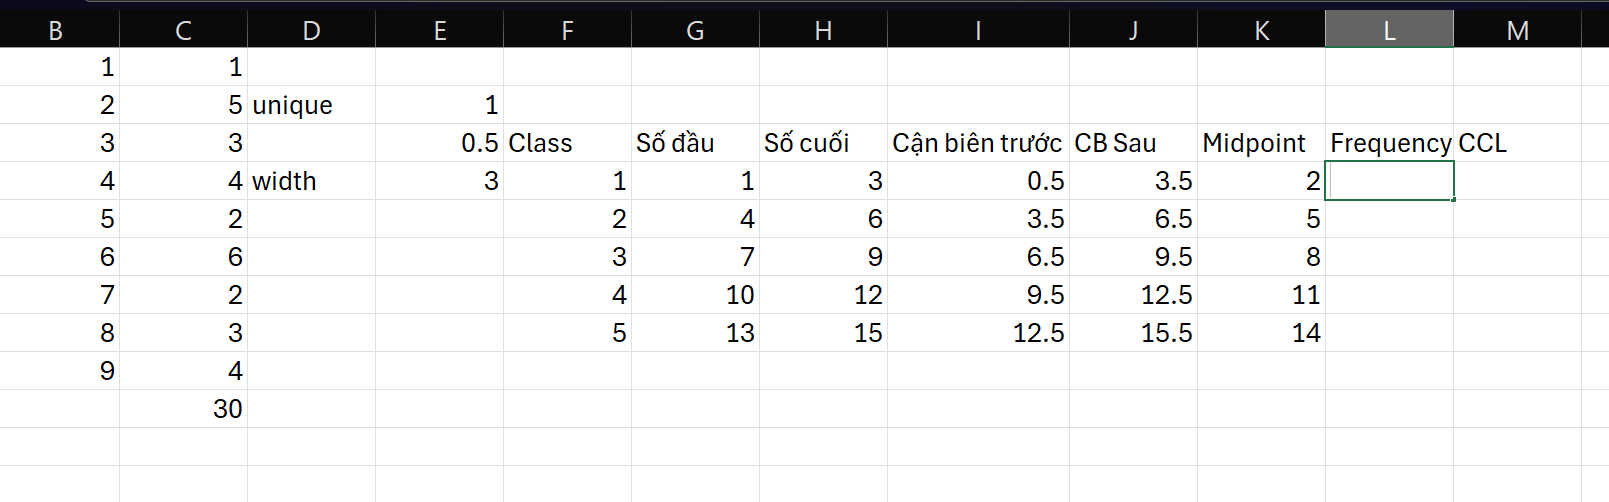 B C D E F G H I J K L M
1 1
2 5 unique 1
3 3 0.5 Class Số đầu Số cuối Cận biên trước CB Sau Midpoint Frequency CCL
4 4 width 3 1 1 3 0.5 3.5 2
5 2 2 4 6 3.5 6.5 5
6 6 3 7 9 6.5 9.5 8
7 2 4 10 12 9.5 12.5 11
8 3 5 13 15 12.5 15.5 14
9 4
30